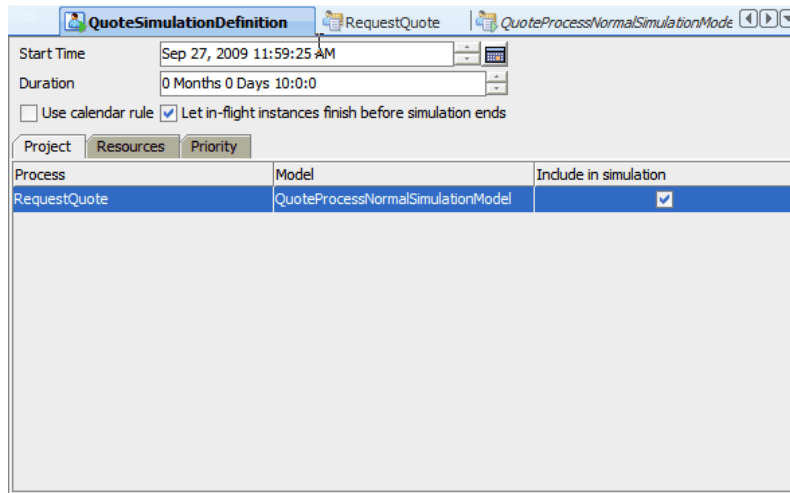 QuoteSimulationDefinition RequestQuote QuoteProcessNormalSimulationMode
Start Time Sep 27, 2009 11:59:25 AM
Duration 0 Months 0 Days 10:0:0
Use calendar rule Let in-flight instances finish before simulation ends
Project Resources Priority
Process Model Include in simulation
RequestQuote QuoteProcessNormalSimulationModel